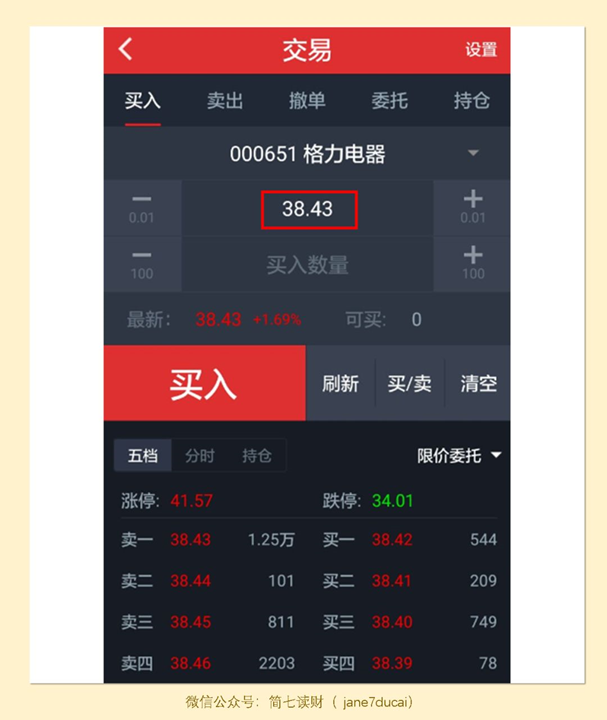 交易 设置
买入 卖出 撤单 委托 持仓
000651 格力电器
− 38.43 +
0.01 0.01
− 买入数量 +
100 100
最新: 38.43 +1.69% 可买: 0
买入 刷新 买/卖 清空
五档 分时 持仓 限价委托
涨停: 41.57 跌停: 34.01
卖一 38.43 1.25万 买一 38.42 544
卖二 38.44 101 买二 38.41 209
卖三 38.45 811 买三 38.40 749
卖四 38.46 2203 买四 38.39 78
微信公众号：简七读财（ jane7ducai）